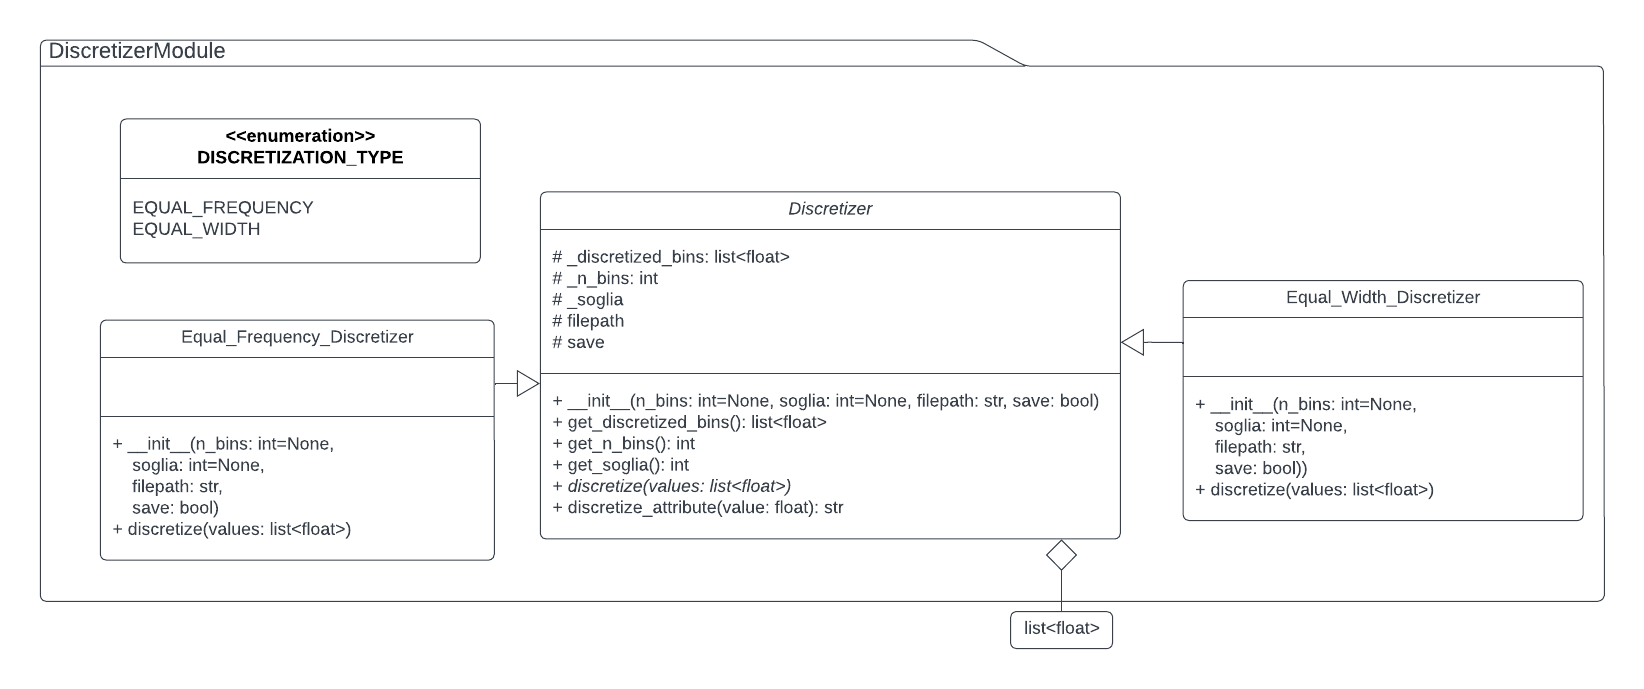 DiscretizerModule
<<enumeration>>
DISCRETIZATION_TYPE
EQUAL_FREQUENCY
EQUAL_WIDTH
Equal_Frequency_Discretizer
+ __init__(n_bins: int=None,
soglia: int=None,
filepath: str,
save: bool)
+ discretize(values: list<float>)
Discretizer
# _discretized_bins: list<float>
# _n_bins: int
# _soglia
# filepath
# save
+ __init__(n_bins: int=None, soglia: int=None, filepath: str, save: bool)
+ get_discretized_bins(): list<float>
+ get_n_bins(): int
+ get_soglia(): int
+ discretize(values: list<float>)
+ discretize_attribute(value: float): str
Equal_Width_Discretizer
+ __init__(n_bins: int=None,
soglia: int=None,
filepath: str,
save: bool))
+ discretize(values: list<float>)
list<float>